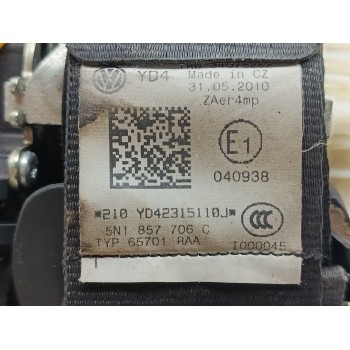 YD4 Made in CZ
31.05.2010
ZAer4mp
E1
040938
*210 YD42315110J*
5N1 857 706 C
TYP 65701 RAA
CCC
I000045